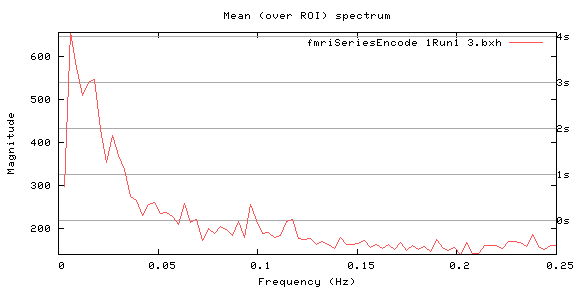 Mean (over ROI) spectrum
fmriSeriesEncode 1Run1 3.bxh
Magnitude
600
500
400
300
200
4s
3s
2s
1s
0s
0 0.05 0.1 0.15 0.2 0.25
Frequency (Hz)